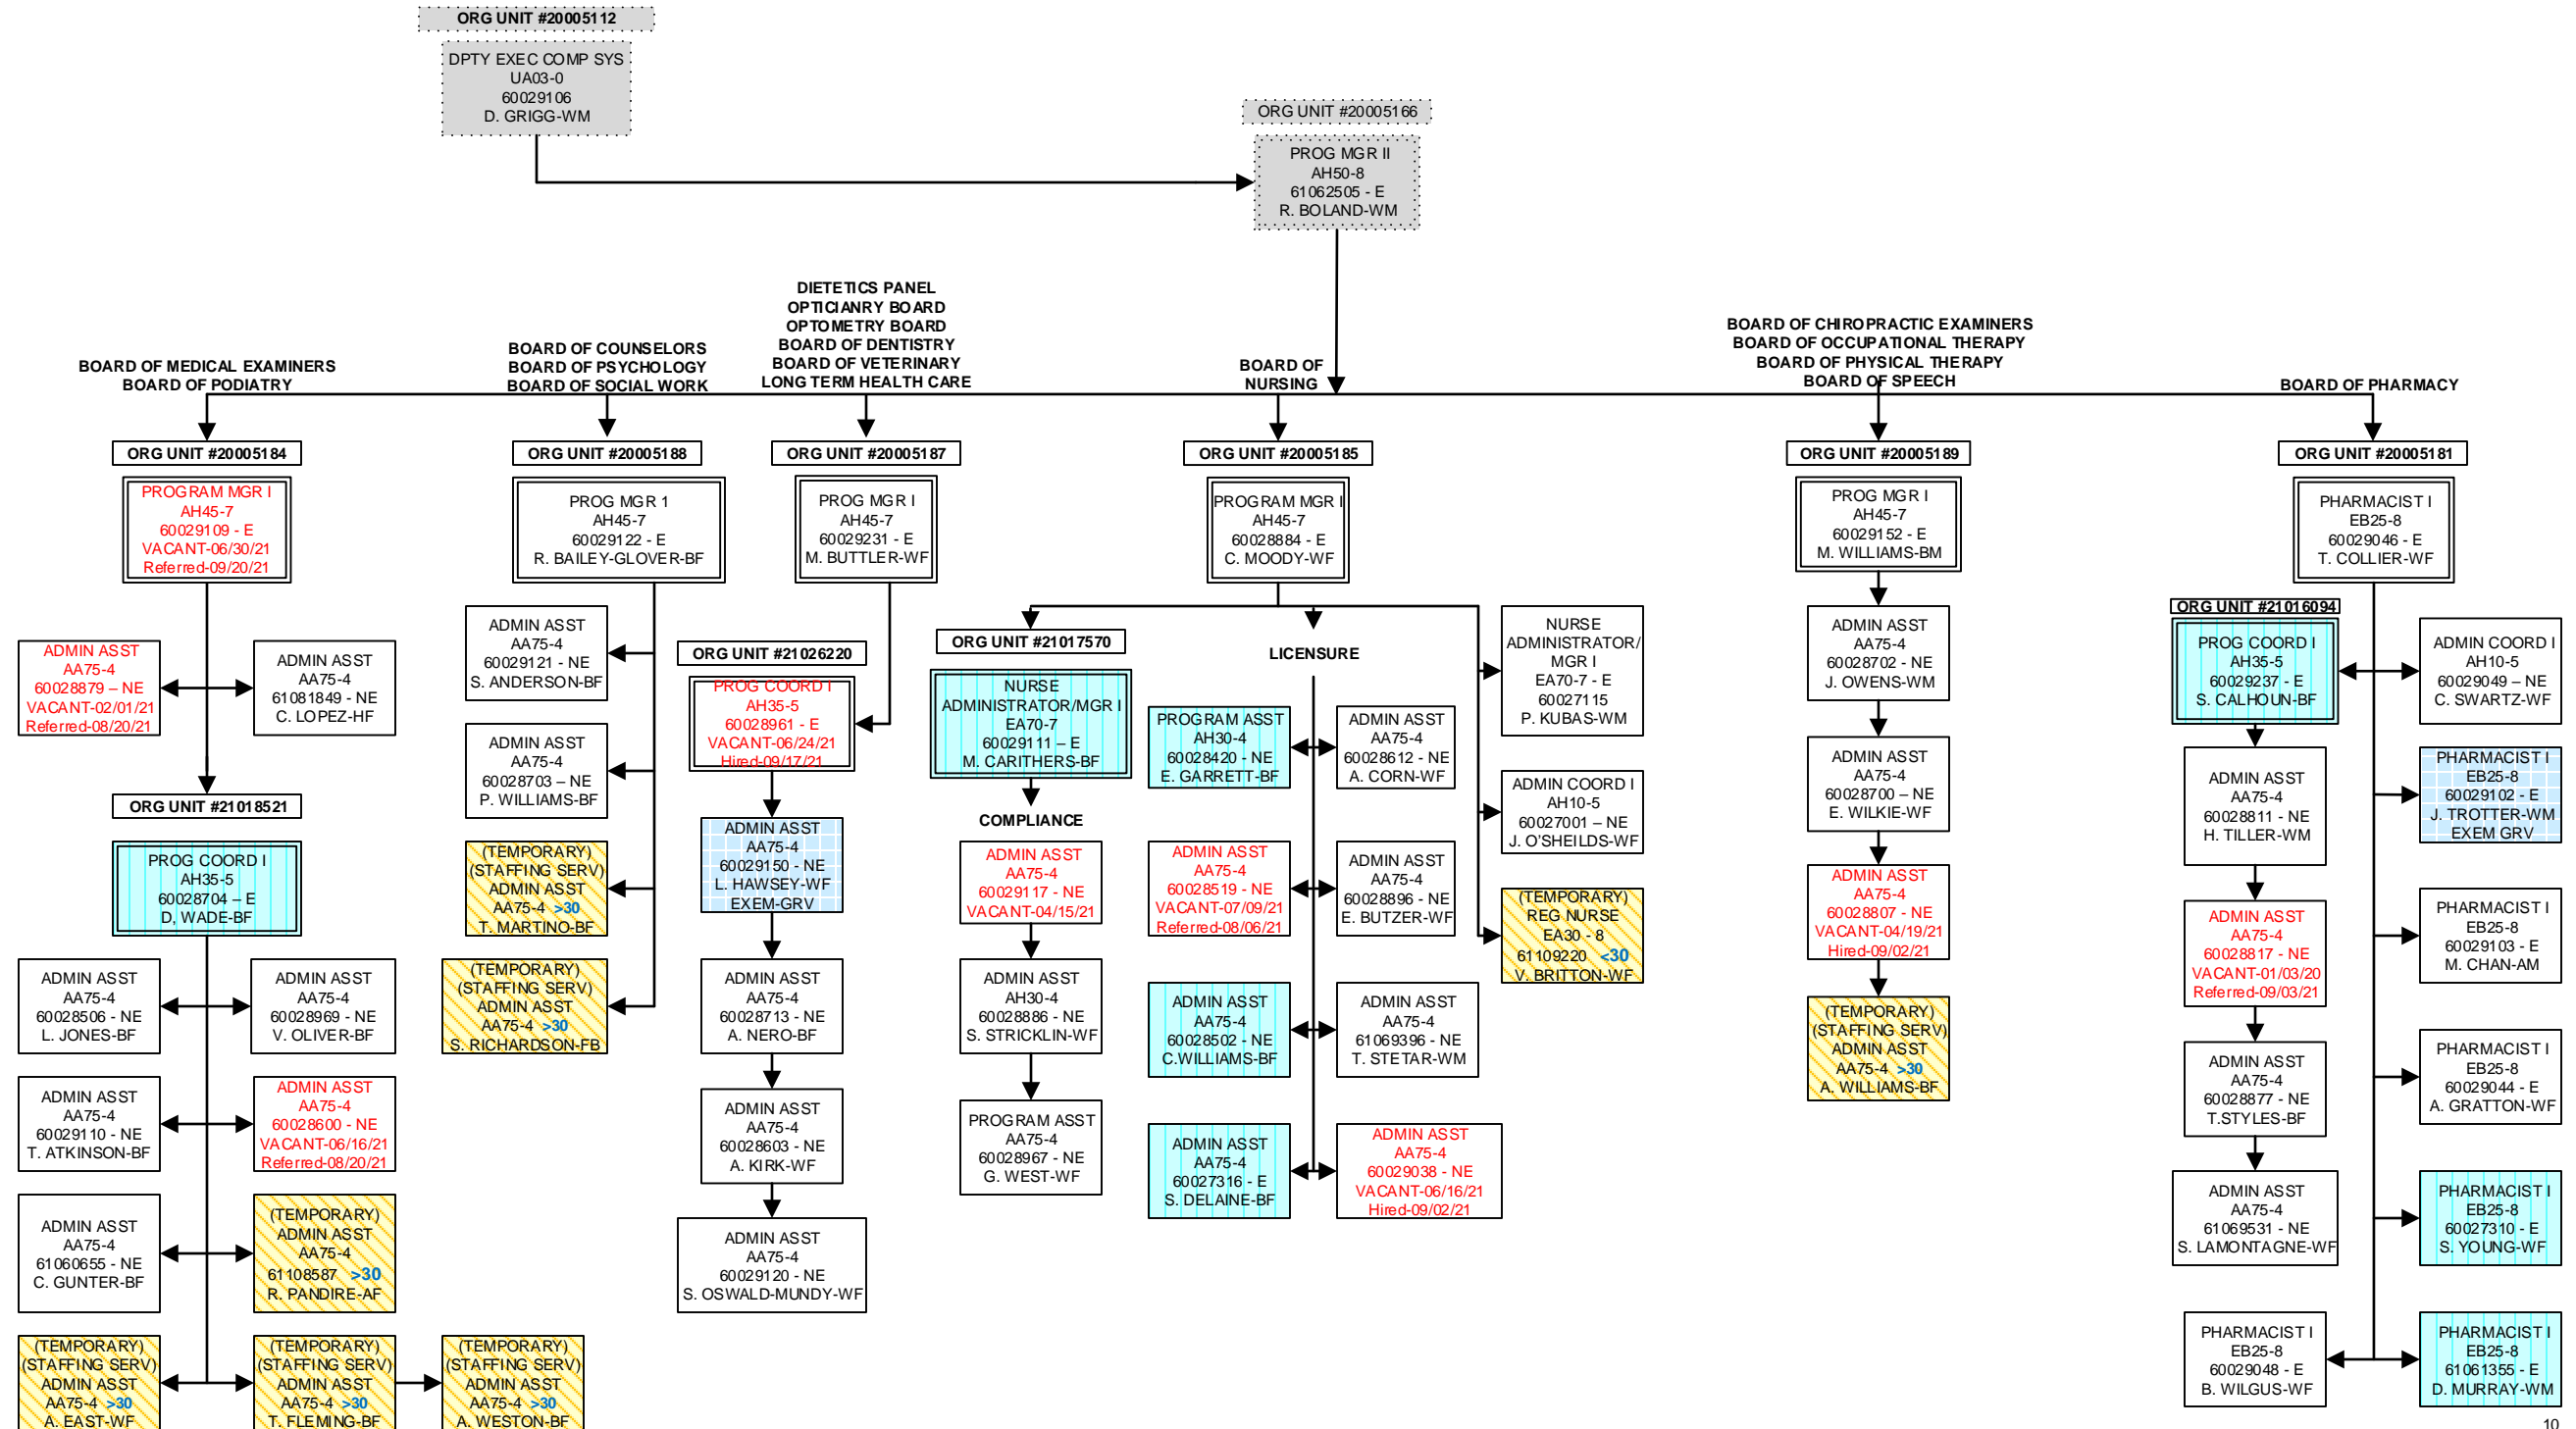 ORG UNIT #20005112
DPTY EXEC COMP SYS
UA03-0
60029106
D. GRIGG-WM
ORG UNIT #20005166
PROG MGR II
AH50-8
61062505 - E
R. BOLAND-WM
BOARD OF MEDICAL EXAMINERS
BOARD OF PODIATRY
BOARD OF COUNSELORS
BOARD OF PSYCHOLOGY
BOARD OF SOCIAL WORK
DIETETICS PANEL
OPTICIANRY BOARD
OPTOMETRY BOARD
BOARD OF DENTISTRY
BOARD OF VETERINARY
LONG TERM HEALTH CARE
BOARD OF
NURSING
BOARD OF CHIROPRACTIC EXAMINERS
BOARD OF OCCUPATIONAL THERAPY
BOARD OF PHYSICAL THERAPY
BOARD OF SPEECH
BOARD OF PHARMACY
ORG UNIT #20005184
PROGRAM MGR I
AH45-7
60029109 - E
VACANT-06/30/21
Referred-09/20/21
ADMIN ASST
AA75-4
60028879 – NE
VACANT-02/01/21
Referred-08/20/21
ADMIN ASST
AA75-4
61081849 - NE
C. LOPEZ-HF
ORG UNIT #21018521
PROG COORD I
AH35-5
60028704 – E
D, WADE-BF
ADMIN ASST
AA75-4
60028506 - NE
L. JONES-BF
ADMIN ASST
AA75-4
60028969 - NE
V. OLIVER-BF
ADMIN ASST
AA75-4
60029110 - NE
T. ATKINSON-BF
ADMIN ASST
AA75-4
60028600 - NE
VACANT-06/16/21
Referred-08/20/21
ADMIN ASST
AA75-4
61060655 - NE
C. GUNTER-BF
(TEMPORARY)
ADMIN ASST
AA75-4
61108587 >30
R. PANDIRE-AF
(TEMPORARY)
(STAFFING SERV)
ADMIN ASST
AA75-4 >30
A. EAST-WF
(TEMPORARY)
(STAFFING SERV)
ADMIN ASST
AA75-4 >30
T. FLEMING-BF
(TEMPORARY)
(STAFFING SERV)
ADMIN ASST
AA75-4 >30
A. WESTON-BF
ORG UNIT #20005188
PROG MGR 1
AH45-7
60029122 - E
R. BAILEY-GLOVER-BF
ADMIN ASST
AA75-4
60029121 - NE
S. ANDERSON-BF
ADMIN ASST
AA75-4
60028703 – NE
P. WILLIAMS-BF
(TEMPORARY)
(STAFFING SERV)
ADMIN ASST
AA75-4 >30
T. MARTINO-BF
(TEMPORARY)
(STAFFING SERV)
ADMIN ASST
AA75-4 >30
S. RICHARDSON-FB
ORG UNIT #20005187
PROG MGR I
AH45-7
60029231 - E
M. BUTTLER-WF
ORG UNIT #21026220
PROG COORD I
AH35-5
60028961 - E
VACANT-06/24/21
Hired-09/17/21
ADMIN ASST
AA75-4
60029150 - NE
L. HAWSEY-WF
EXEM-GRV
ADMIN ASST
AA75-4
60028713 - NE
A. NERO-BF
ADMIN ASST
AA75-4
60028603 - NE
A. KIRK-WF
ADMIN ASST
AA75-4
60029120 - NE
S. OSWALD-MUNDY-WF
ORG UNIT #20005185
PROGRAM MGR I
AH45-7
60028884 - E
C. MOODY-WF
ORG UNIT #21017570
NURSE
ADMINISTRATOR/MGR I
EA70-7
60029111 – E
M. CARITHERS-BF
COMPLIANCE
ADMIN ASST
AA75-4
60029117 - NE
VACANT-04/15/21
ADMIN ASST
AH30-4
60028886 - NE
S. STRICKLIN-WF
PROGRAM ASST
AA75-4
60028967 - NE
G. WEST-WF
LICENSURE
PROGRAM ASST
AH30-4
60028420 - NE
E. GARRETT-BF
ADMIN ASST
AA75-4
60028612 - NE
A. CORN-WF
ADMIN ASST
AA75-4
60028519 - NE
VACANT-07/09/21
Referred-08/06/21
ADMIN ASST
AA75-4
60028896 - NE
E. BUTZER-WF
ADMIN ASST
AA75-4
60028502 - NE
C.WILLIAMS-BF
ADMIN ASST
AA75-4
61069396 - NE
T. STETAR-WM
ADMIN ASST
AA75-4
60027316 - E
S. DELAINE-BF
ADMIN ASST
AA75-4
60029038 - NE
VACANT-06/16/21
Hired-09/02/21
NURSE
ADMINISTRATOR/
MGR I
EA70-7 - E
60027115
P. KUBAS-WM
ADMIN COORD I
AH10-5
60027001 – NE
J. O'SHEILDS-WF
(TEMPORARY)
REG NURSE
EA30 - 8
61109220 <30
V. BRITTON-WF
ORG UNIT #20005189
PROG MGR I
AH45-7
60029152 - E
M. WILLIAMS-BM
ADMIN ASST
AA75-4
60028702 - NE
J. OWENS-WM
ADMIN ASST
AA75-4
60028700 – NE
E. WILKIE-WF
ADMIN ASST
AA75-4
60028807 - NE
VACANT-04/19/21
Hired-09/02/21
(TEMPORARY)
(STAFFING SERV)
ADMIN ASST
AA75-4 >30
A. WILLIAMS-BF
ORG UNIT #20005181
PHARMACIST I
EB25-8
60029046 - E
T. COLLIER-WF
ORG UNIT #21016094
PROG COORD I
AH35-5
60029237 - E
S. CALHOUN-BF
ADMIN COORD I
AH10-5
60029049 – NE
C. SWARTZ-WF
ADMIN ASST
AA75-4
60028811 - NE
H. TILLER-WM
PHARMACIST I
EB25-8
60029102 - E
J. TROTTER-WM
EXEM GRV
ADMIN ASST
AA75-4
60028817 - NE
VACANT-01/03/20
Referred-09/03/21
PHARMACIST I
EB25-8
60029103 - E
M. CHAN-AM
ADMIN ASST
AA75-4
60028877 - NE
T.STYLES-BF
PHARMACIST I
EB25-8
60029044 - E
A. GRATTON-WF
ADMIN ASST
AA75-4
61069531 - NE
S. LAMONTAGNE-WF
PHARMACIST I
EB25-8
60027310 - E
S. YOUNG-WF
PHARMACIST I
EB25-8
60029048 - E
B. WILGUS-WF
PHARMACIST I
EB25-8
61061355 - E
D. MURRAY-WM
10